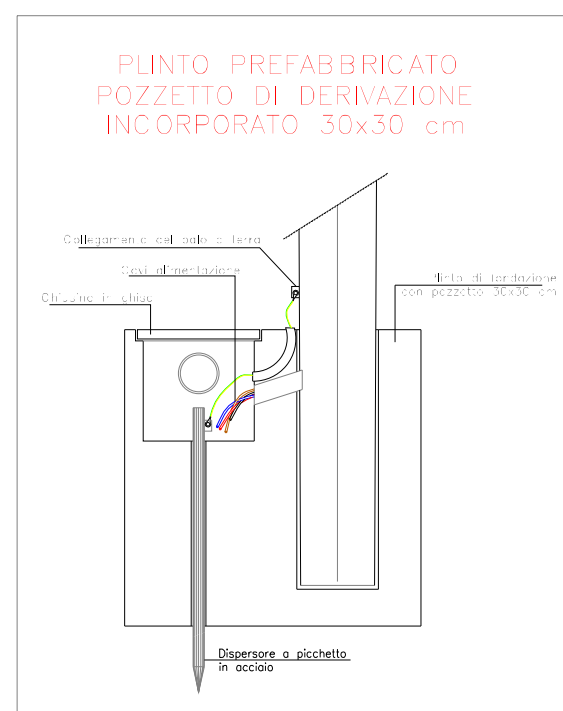 PLINTO PREFABBRICATO
POZZETTO DI DERIVAZIONE
INCORPORATO 30x30 cm
Collegamento del palo a terra
Cavi alimentazione
Chiusino in ghisa
Plinto di fondazione
con pozzetto 30x30 cm
Dispersore a picchetto
in acciaio